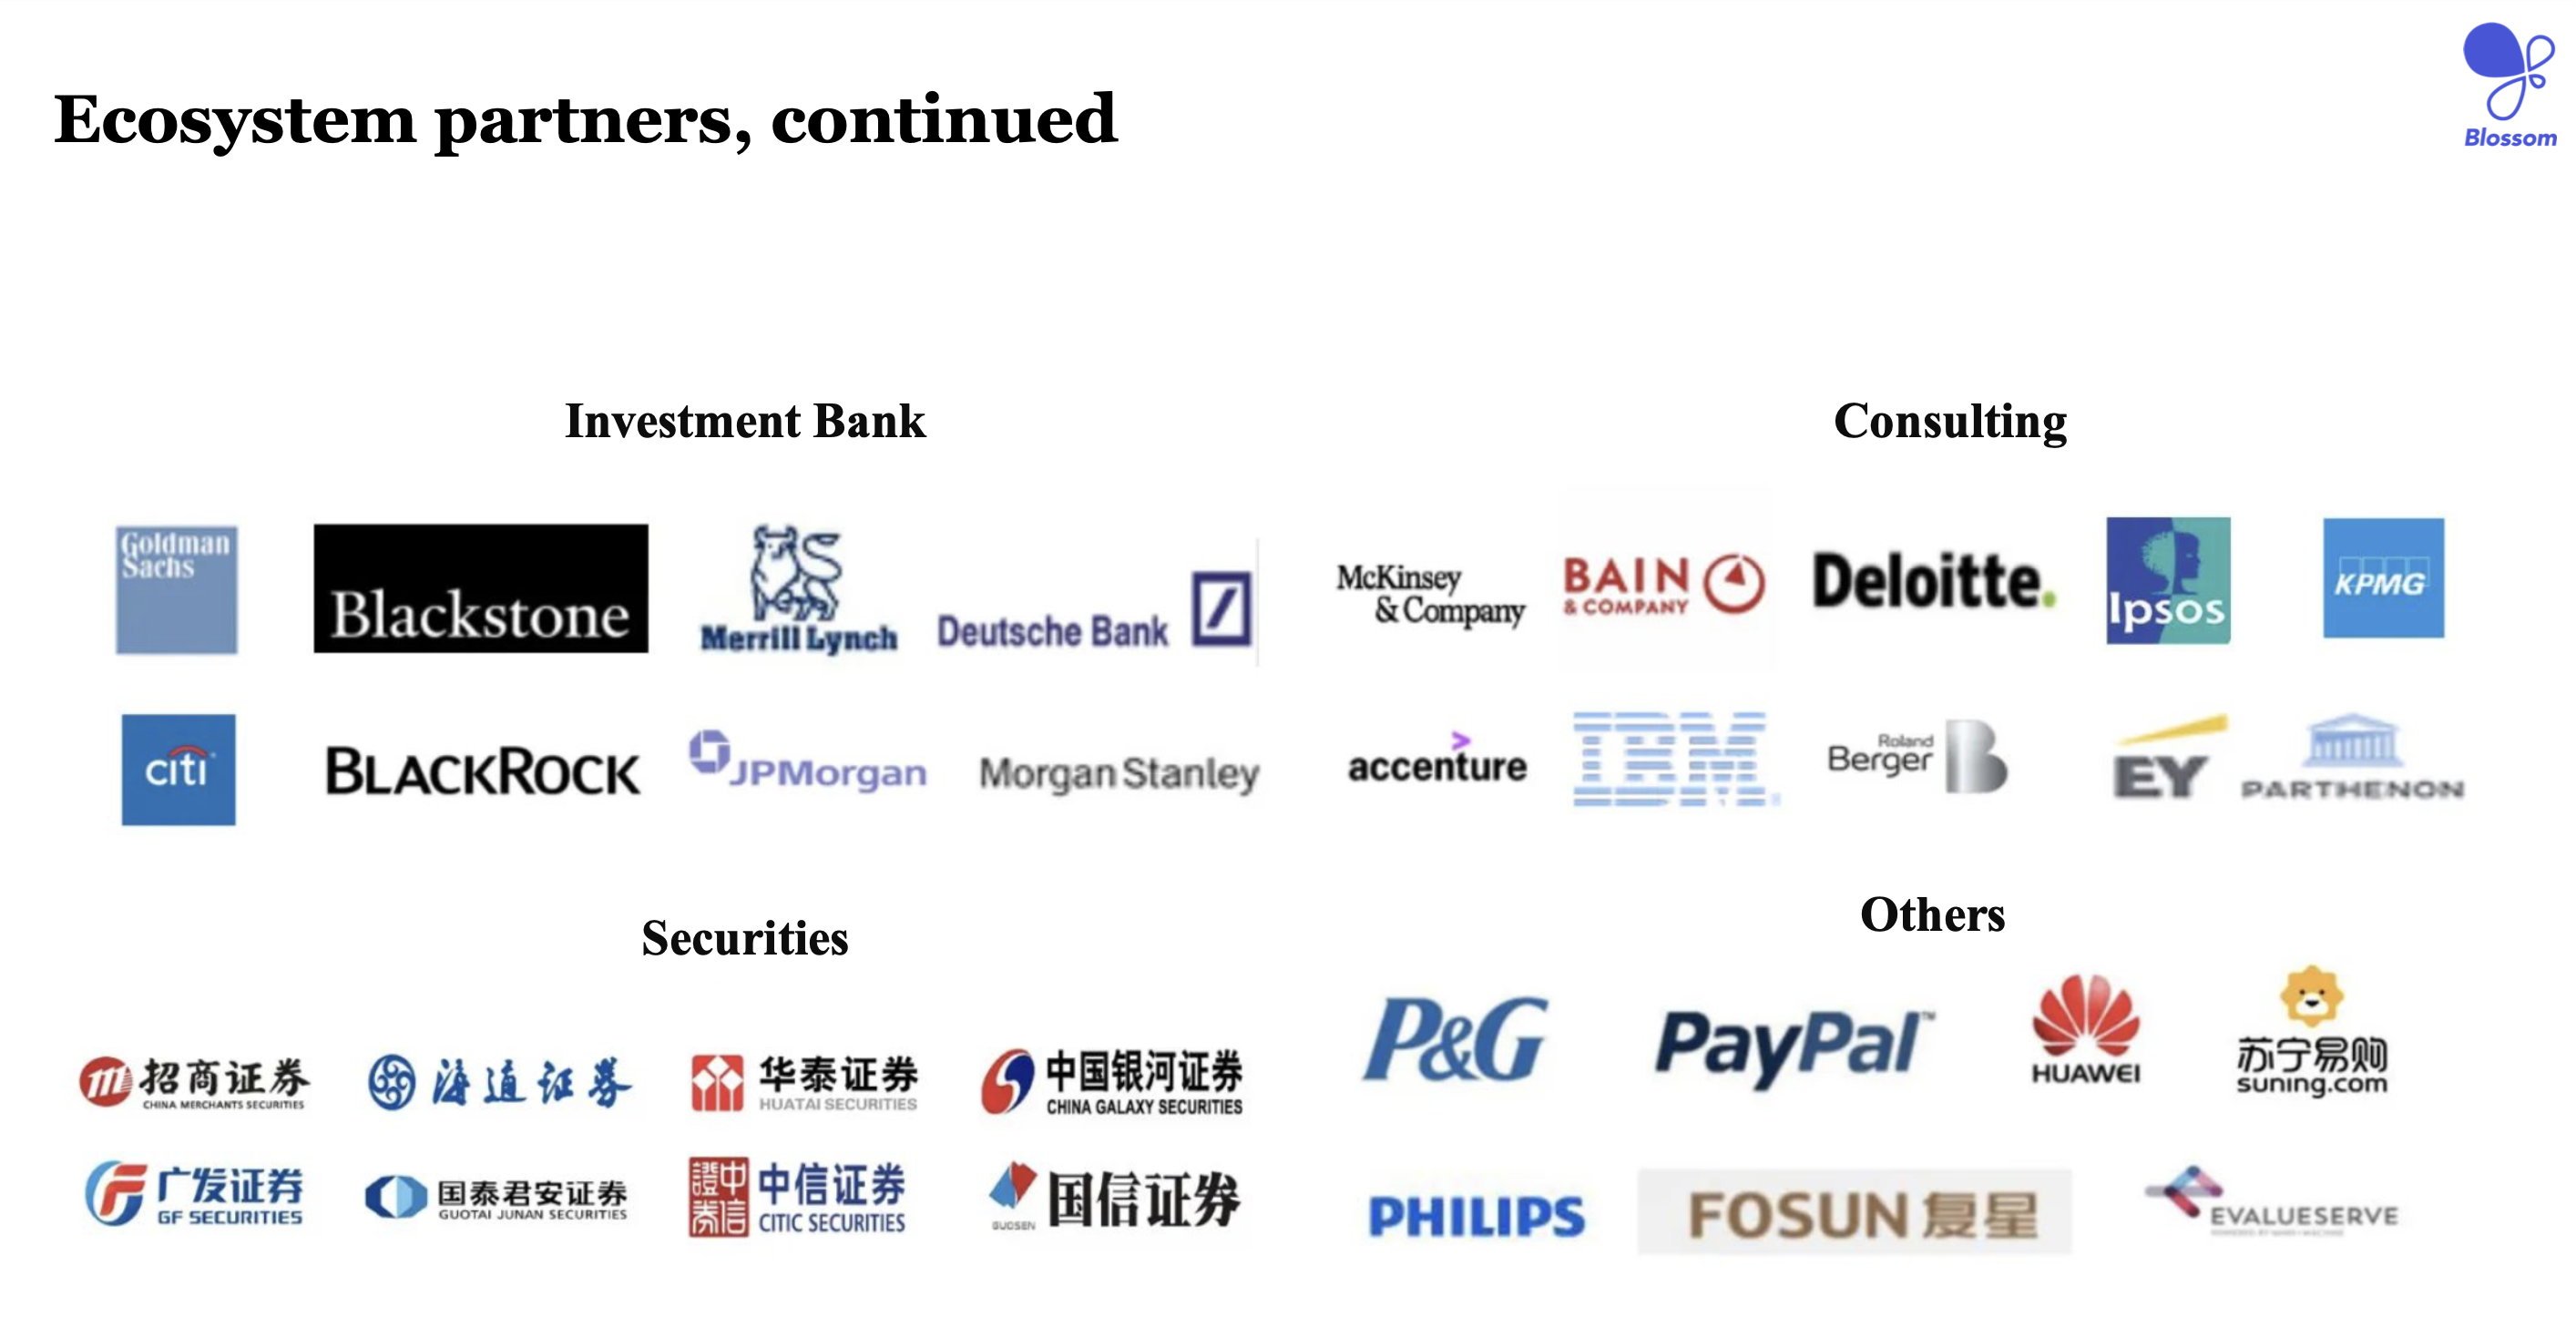 Ecosystem partners, continued
Blossom
Investment Bank
Goldman
Sachs
Blackstone
Merrill Lynch
Deutsche Bank
citi
BLACKROCK
JPMorgan
Morgan Stanley
Consulting
McKinsey
& Company
BAIN
& COMPANY
Deloitte.
Ipsos
KPMG
accenture
IBM
Roland
Berger
B
EY
PARTHENON
Securities
招商证券
CHINA MERCHANTS SECURITIES
海通证券
华泰证券
HUATAI SECURITIES
中国银河证券
CHINA GALAXY SECURITIES
广发证券
GF SECURITIES
国泰君安证券
GUOTAI JUNAN SECURITIES
證中
券信
中信证券
CITIC SECURITIES
GUOSEN
国信证券
Others
P&G
PayPal™
HUAWEI
苏宁易购
suning.com
PHILIPS
FOSUN 复星
EVALUESERVE